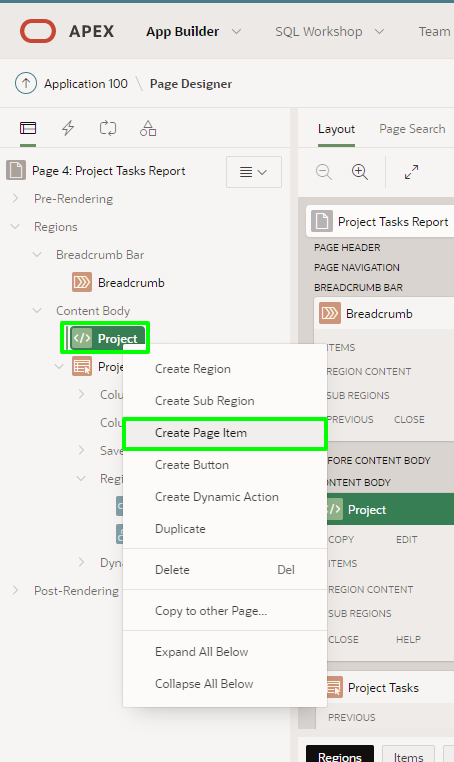 APEX App Builder SQL Workshop Team
Application 100 \ Page Designer
Layout Page Search
Page 4: Project Tasks Report
Pre-Rendering
Regions
Breadcrumb Bar
Breadcrumb
Content Body
</> Project
Proje
Colu
Colu
Save
Regi
Dyna
Post-Rendering
Create Region
Create Sub Region
Create Page Item
Create Button
Create Dynamic Action
Duplicate
Delete Del
Copy to other Page...
Expand All Below
Collapse All Below
Project Tasks Report
PAGE HEADER
PAGE NAVIGATION
BREADCRUMB BAR
Breadcrumb
ITEMS
REGION CONTENT
SUB REGIONS
PREVIOUS CLOSE
FORE CONTENT BODY
ONTENT BODY
Project
COPY EDIT
ITEMS
REGION CONTENT
SUB REGIONS
CLOSE HELP
Project Tasks
PREVIOUS
Regions Items